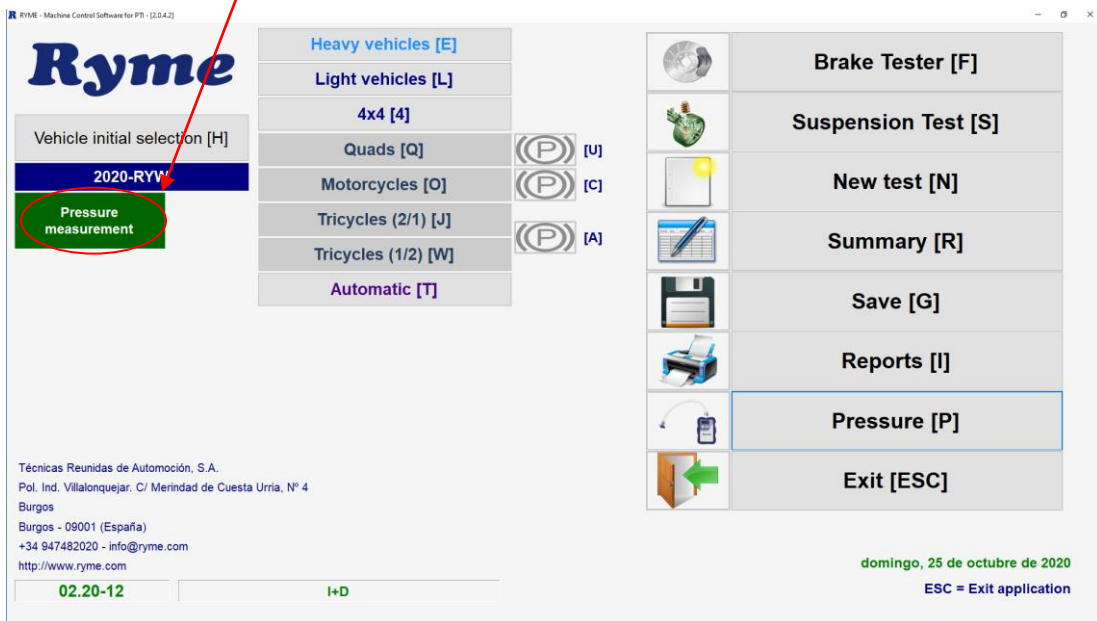 RYME - Machine Control Software for PTI - [2.0.4.2]
Ryme
Vehicle initial selection [H]
2020-RYW
Pressure
measurement
Heavy vehicles [E]
Light vehicles [L]
4x4 [4]
Quads [Q]
(P) [U]
Motorcycles [O]
(P) [C]
Tricycles (2/1) [J]
Tricycles (1/2) [W]
(P) [A]
Automatic [T]
Brake Tester [F]
Suspension Test [S]
New test [N]
Summary [R]
Save [G]
Reports [I]
Pressure [P]
Exit [ESC]
Técnicas Reunidas de Automoción, S.A.
Pol. Ind. Villalonquejar. C/ Merindad de Cuesta Urria, Nº 4
Burgos
Burgos - 09001 (España)
+34 947482020 - info@ryme.com
http://www.ryme.com
02.20-12
I+D
domingo, 25 de octubre de 2020
ESC = Exit application